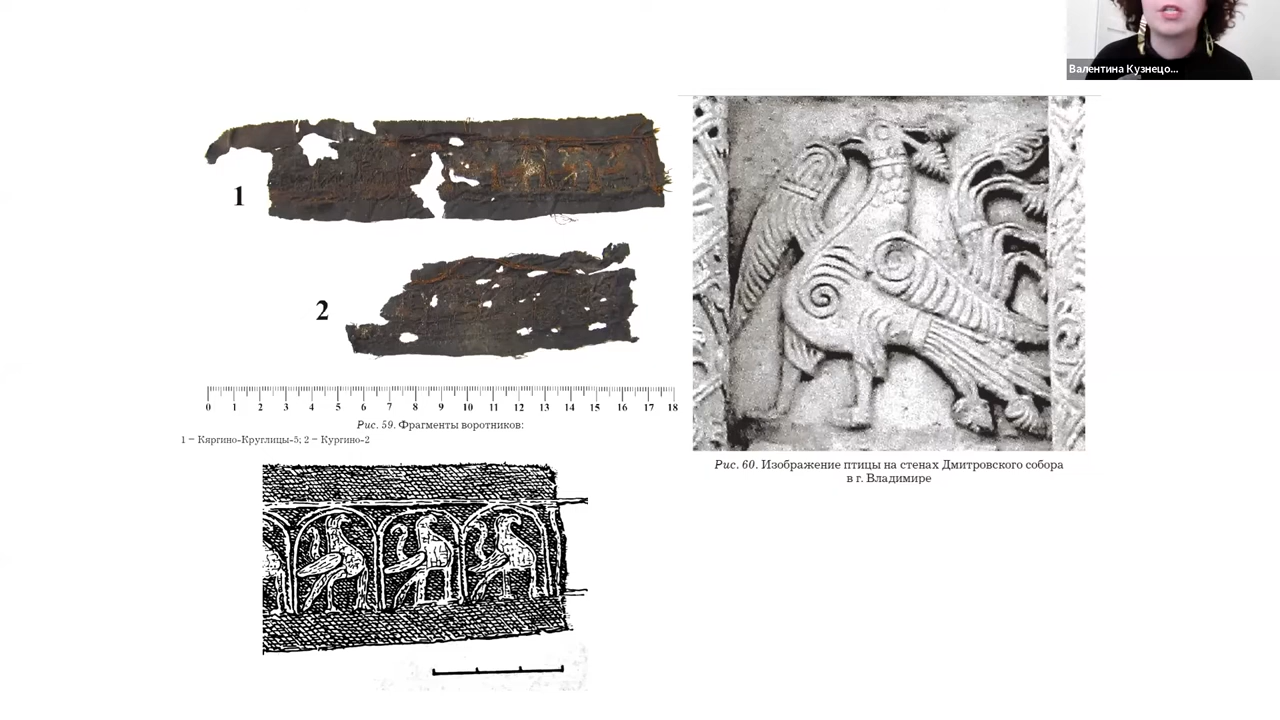 Валентина Кузнецо...
1
2
0 1 2 3 4 5 6 7 8 9 10 11 12 13 14 15 16 17 18
Рис. 59. Фрагменты воротников:
1 – Кяргино-Круглицы-5; 2 – Кургино-2
Рис. 60. Изображение птицы на стенах Дмитровского собора
в г. Владимире